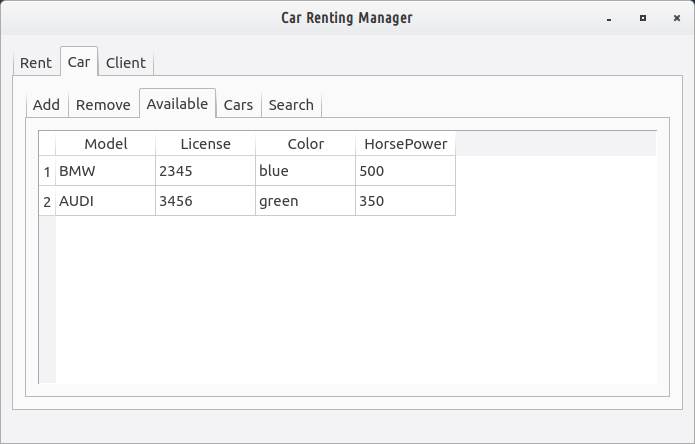 Car Renting Manager
Rent Car Client
Add Remove Available Cars Search
Model License Color HorsePower
1 BMW 2345 blue 500
2 AUDI 3456 green 350